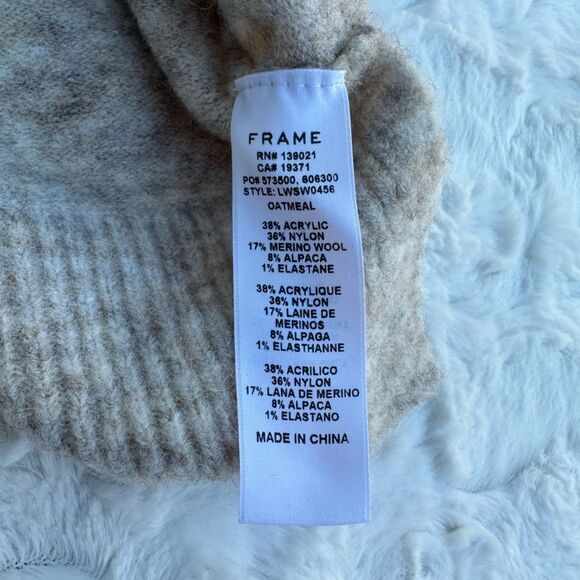 FRAME
RN# 139021
CA# 19371
PO# 573500, 606300
STYLE: LWSW0456
OATMEAL
38% ACRYLIC
36% NYLON
17% MERINO WOOL
8% ALPACA
1% ELASTANE
38% ACRYLIQUE
36% NYLON
17% LAINE DE
MERINOS
8% ALPAGA
1% ELASTHANNE
38% ACRILICO
36% NYLON
17% LANA DE MERINO
8% ALPACA
1% ELASTANO
MADE IN CHINA